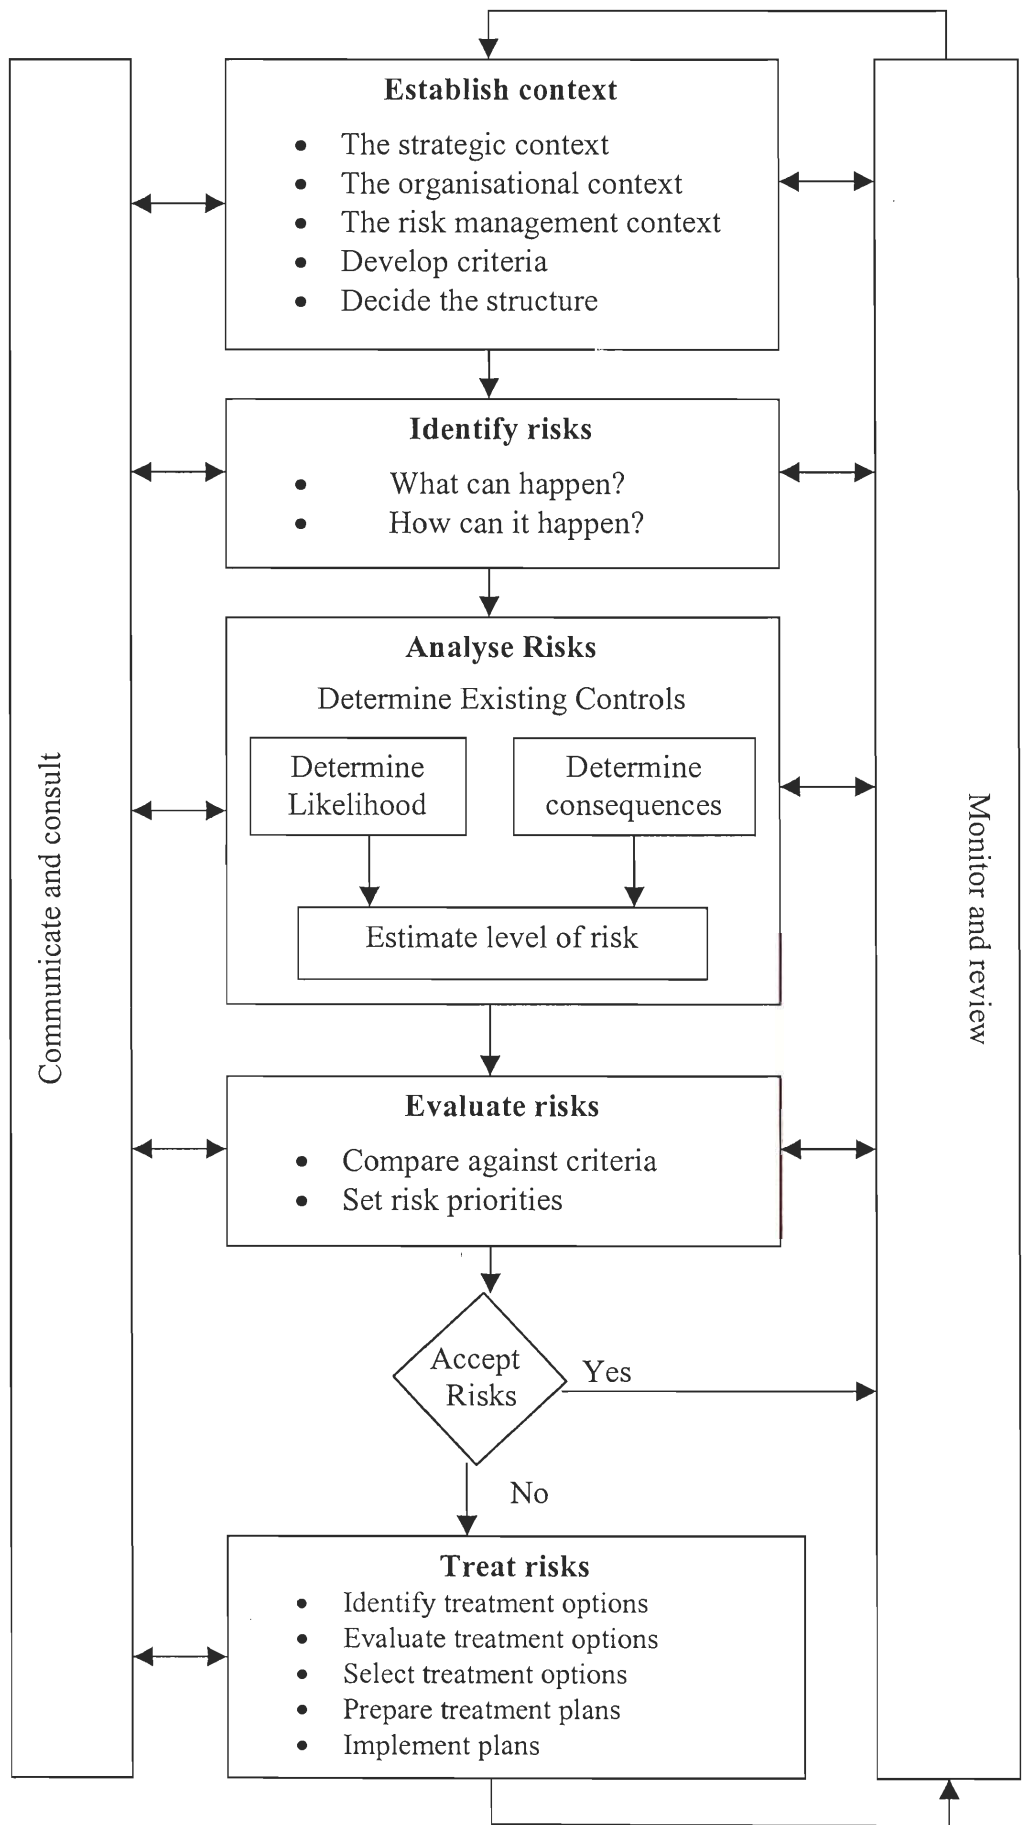 Establish context
• The strategic context
• The organisational context
• The risk management context
• Develop criteria
• Decide the structure
Identify risks
• What can happen?
• How can it happen?
Analyse Risks
Determine Existing Controls
Determine
Likelihood
Determine
consequences
Estimate level of risk
Evaluate risks
• Compare against criteria
• Set risk priorities
Accept
Risks
Yes
No
Treat risks
• Identify treatment options
• Evaluate treatment options
• Select treatment options
• Prepare treatment plans
• Implement plans
Communicate and consult
Monitor and review